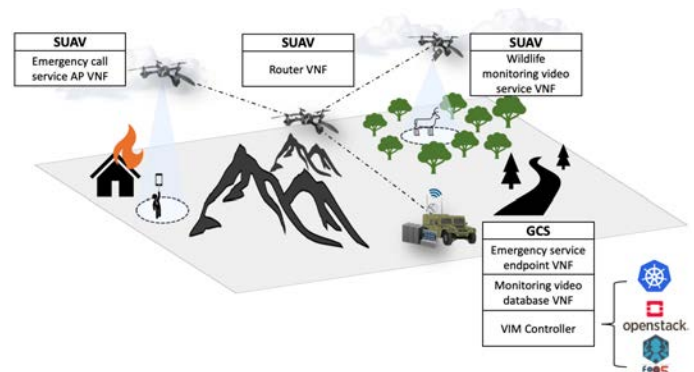 SUAV
Emergency call
service AP VNF
SUAV
Router VNF
SUAV
Wildlife
monitoring video
service VNF
GCS
Emergency service
endpoint VNF
Monitoring video
database VNF
VIM Controller
openstack.